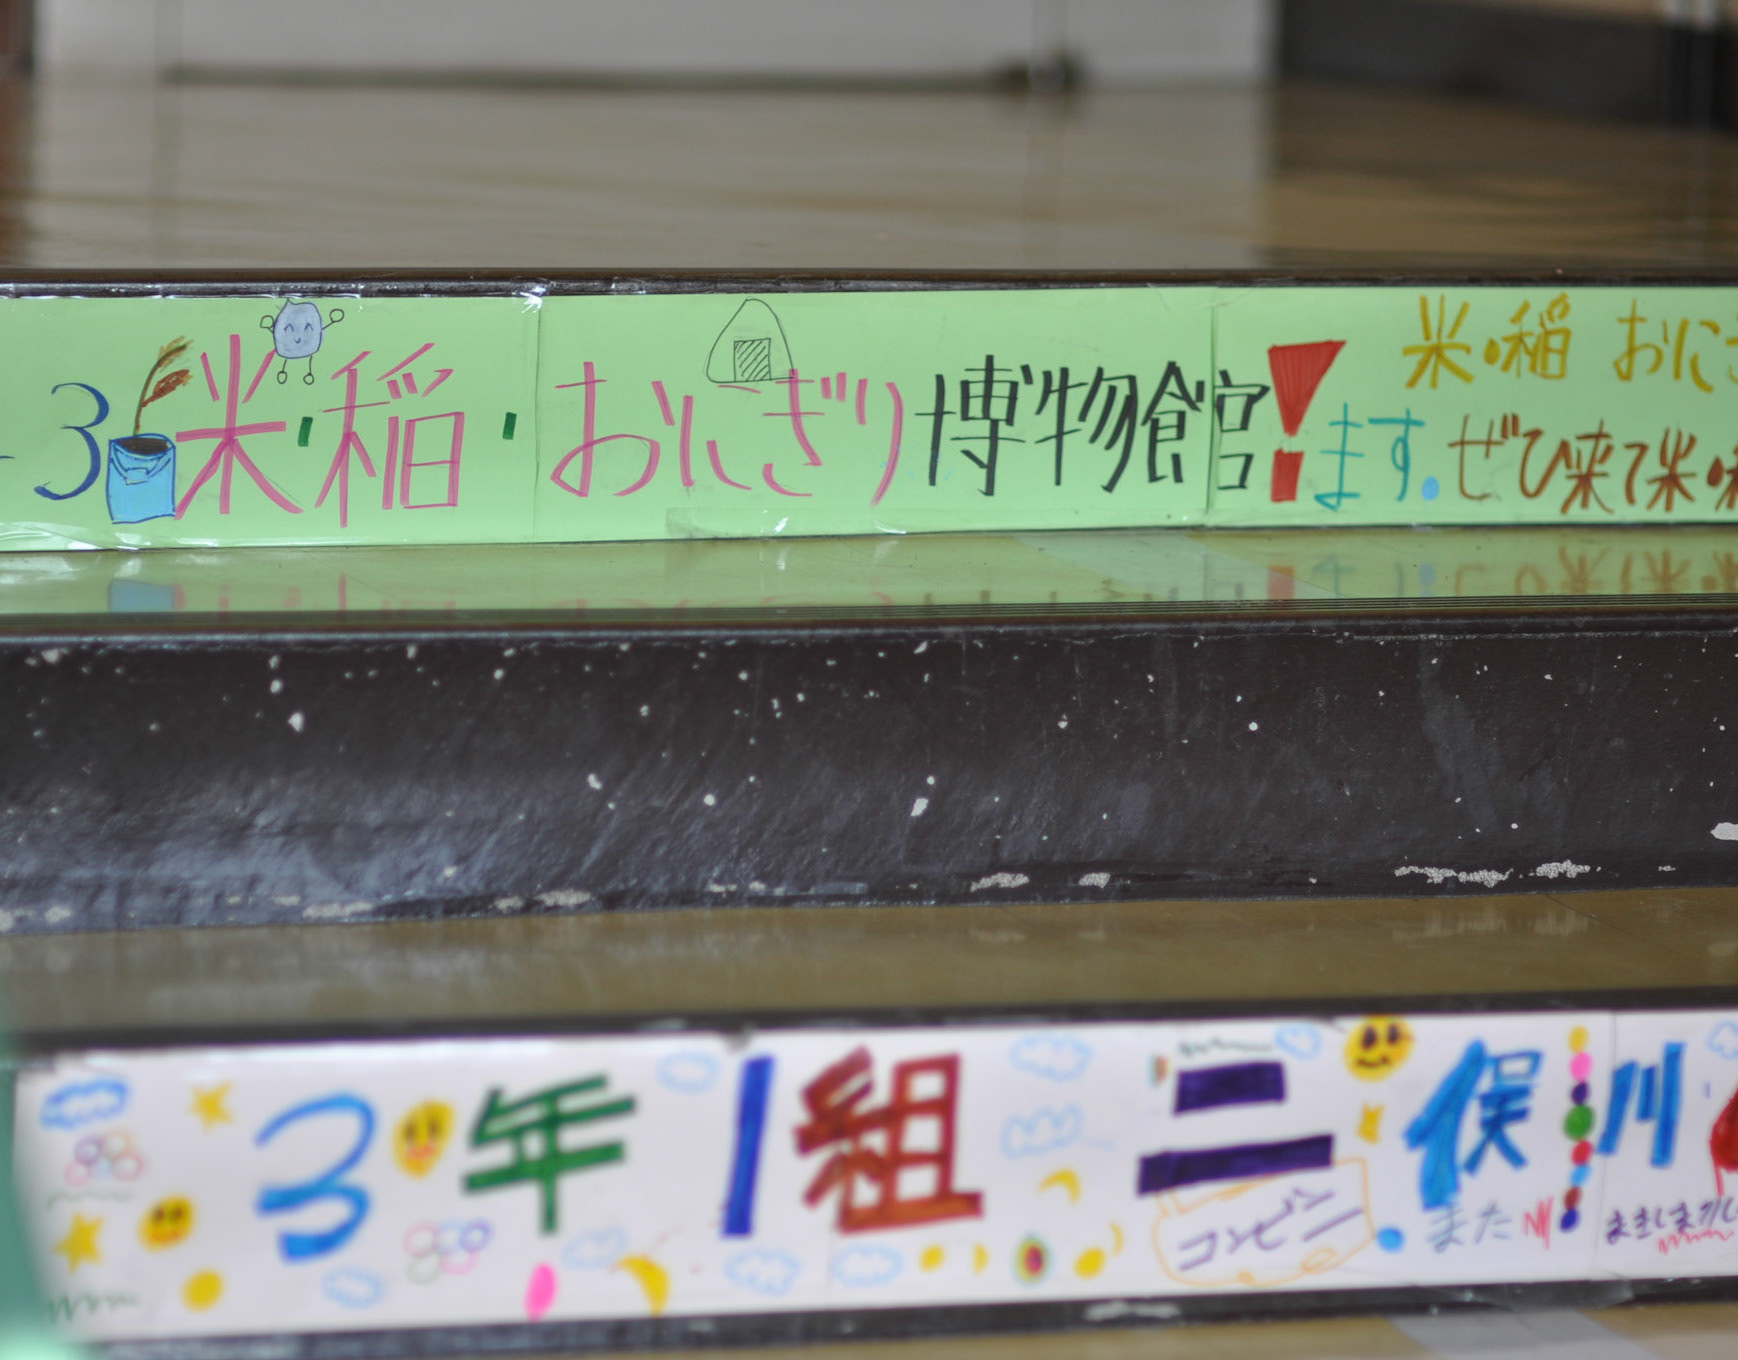 -3 米・稲・おにぎり博物館!
米・稲 おに
ます。ぜひ来て米・
3年1組 二俣川
コンビニ
また